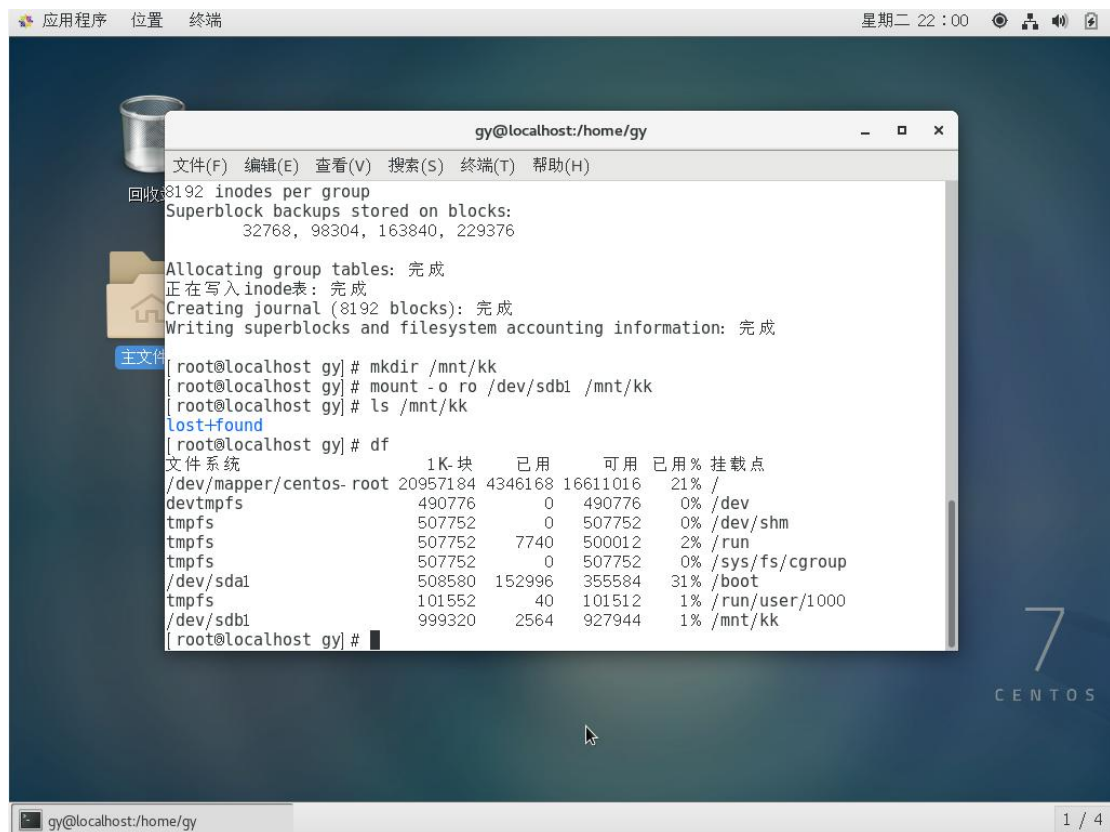 应用程序 位置 终端 星期二 22：00
gy@localhost:/home/gy
文件(F) 编辑(E) 查看(V) 搜索(S) 终端(T) 帮助(H)
回收
主文件
8192 inodes per group
Superblock backups stored on blocks:
32768, 98304, 163840, 229376
Allocating group tables: 完成
正在写入inode表: 完成
Creating journal (8192 blocks): 完成
Writing superblocks and filesystem accounting information: 完成
[root@localhost gy]# mkdir /mnt/kk
[root@localhost gy]# mount -o ro /dev/sdb1 /mnt/kk
[root@localhost gy]# ls /mnt/kk
lost+found
[root@localhost gy]# df
文件系统 1K-块 已用 可用 已用% 挂载点
/dev/mapper/centos-root 20957184 4346168 16611016 21% /
devtmpfs 490776 0 490776 0% /dev
tmpfs 507752 0 507752 0% /dev/shm
tmpfs 507752 7740 500012 2% /run
tmpfs 507752 0 507752 0% /sys/fs/cgroup
/dev/sda1 508580 152996 355584 31% /boot
tmpfs 101552 40 101512 1% /run/user/1000
/dev/sdb1 999320 2564 927944 1% /mnt/kk
[root@localhost gy]#
7
CENTOS
gy@localhost:/home/gy 1 / 4